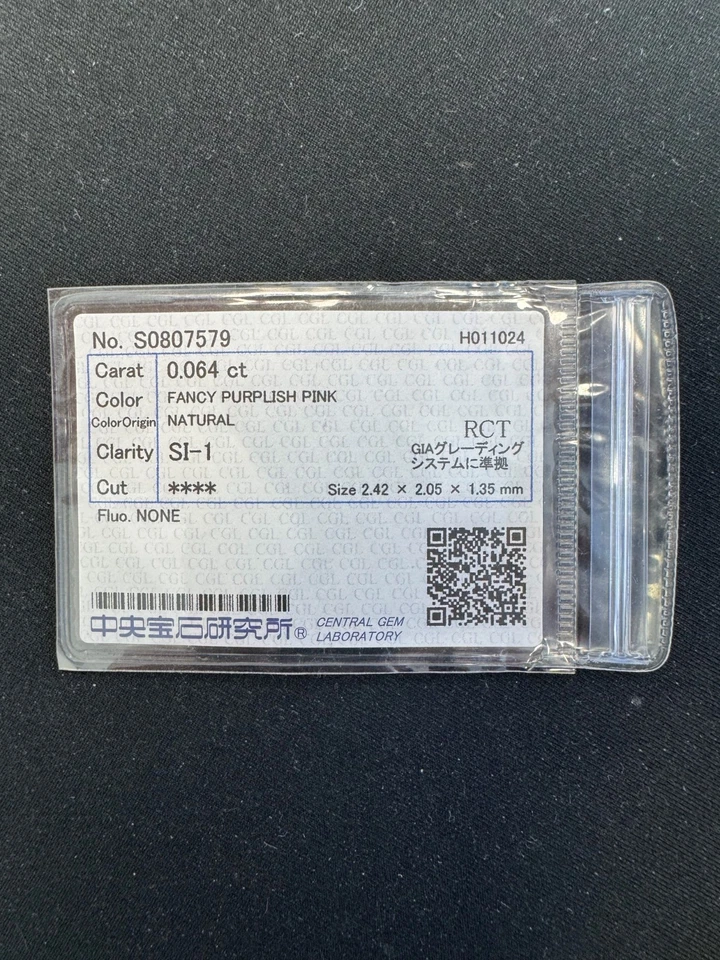 No. S0807579 H011024
Carat 0.064 ct
Color FANCY PURPLISH PINK
ColorOrigin NATURAL
Clarity SI-1
RCT
GIAグレーディング
システムに準拠
Cut **** Size 2.42 × 2.05 × 1.35 mm
Fluo. NONE
中央宝石研究所® CENTRAL GEM
LABORATORY